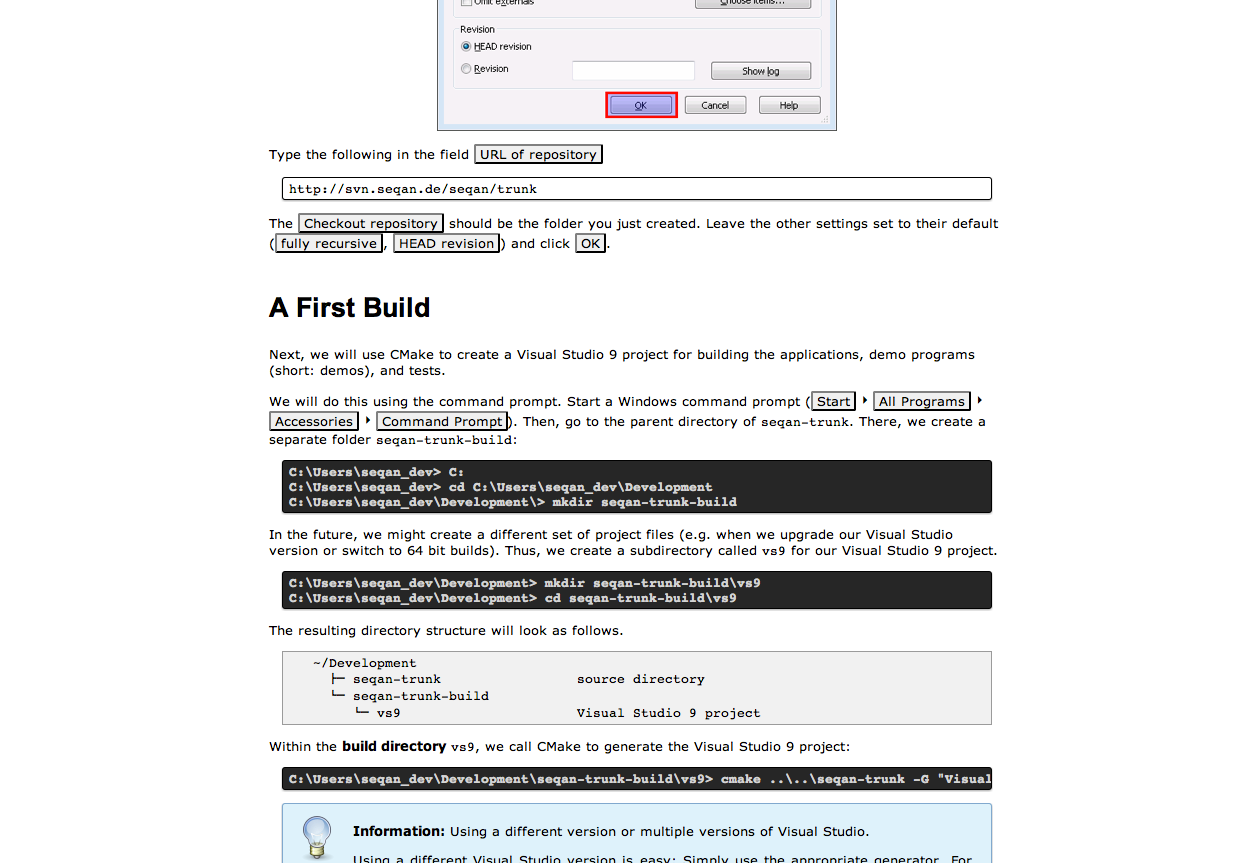 Omit externals
Choose items...
Revision
HEAD revision
Revision
Show log
OK Cancel Help
Type the following in the field URL of repository
http://svn.seqan.de/seqan/trunk
The Checkout repository should be the folder you just created. Leave the other settings set to their default
(fully recursive, HEAD revision) and click OK.
A First Build
Next, we will use CMake to create a Visual Studio 9 project for building the applications, demo programs
(short: demos), and tests.
We will do this using the command prompt. Start a Windows command prompt (Start ‣ All Programs ‣
Accessories ‣ Command Prompt). Then, go to the parent directory of seqan-trunk. There, we create a
separate folder seqan-trunk-build:
C:\Users\seqan_dev> C:
C:\Users\seqan_dev> cd C:\Users\seqan_dev\Development
C:\Users\seqan_dev\Development\> mkdir seqan-trunk-build
In the future, we might create a different set of project files (e.g. when we upgrade our Visual Studio
version or switch to 64 bit builds). Thus, we create a subdirectory called vs9 for our Visual Studio 9 project.
C:\Users\seqan_dev\Development> mkdir seqan-trunk-build\vs9
C:\Users\seqan_dev\Development> cd seqan-trunk-build\vs9
The resulting directory structure will look as follows.
~/Development
├─ seqan-trunk source directory
└─ seqan-trunk-build
└─ vs9 Visual Studio 9 project
Within the build directory vs9, we call CMake to generate the Visual Studio 9 project:
C:\Users\seqan_dev\Development\seqan-trunk-build\vs9> cmake ..\..\seqan-trunk -G "Visual
Information: Using a different version or multiple versions of Visual Studio.
Using a different Visual Studio version is easy: Simply use the appropriate generator. For